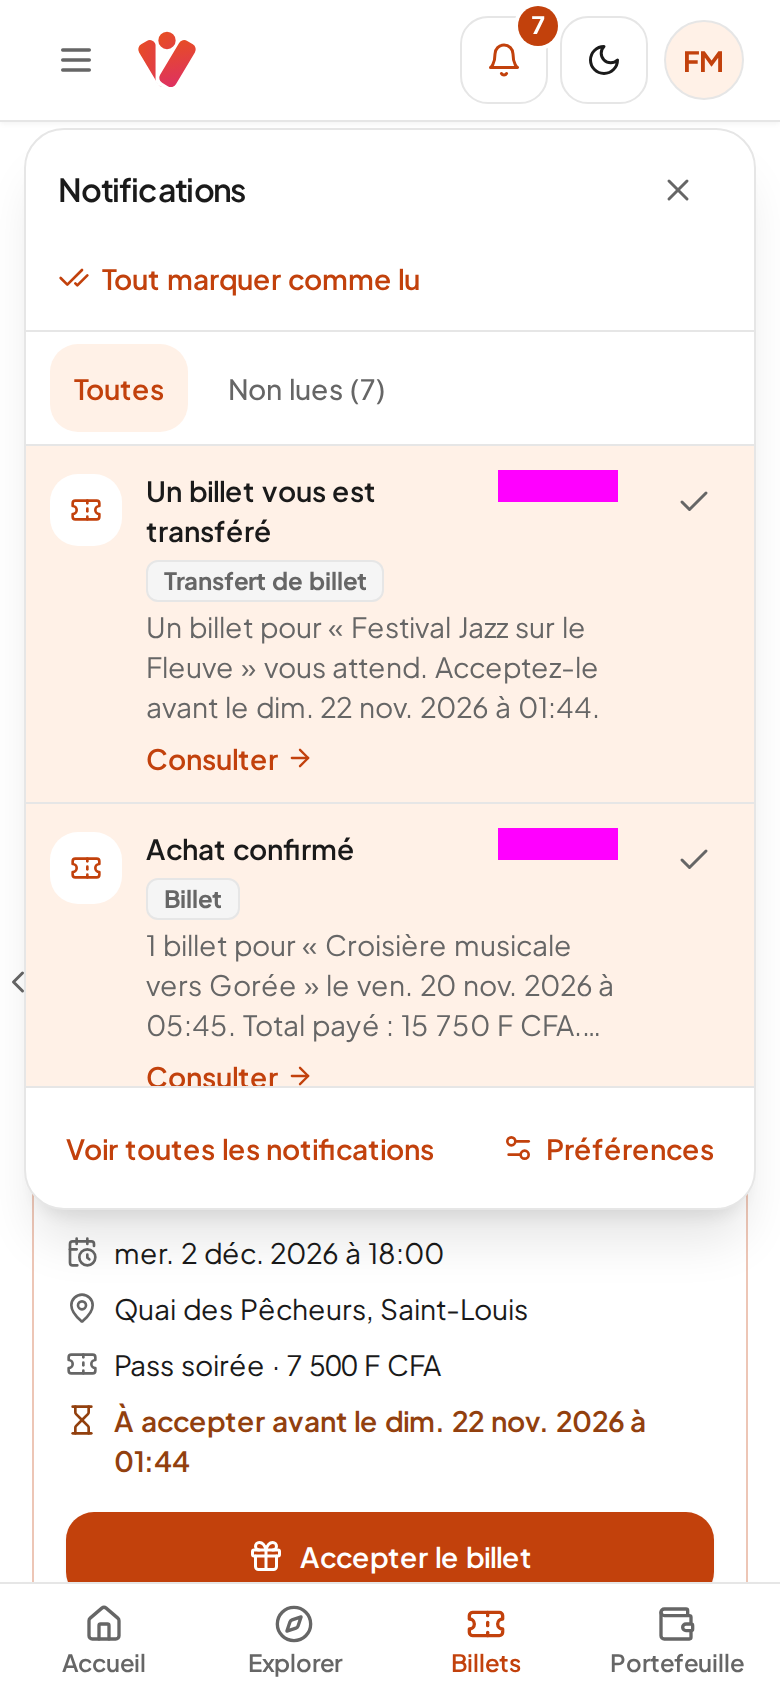 7
FM
Notifications
Tout marquer comme lu
Toutes
Non lues (7)
Un billet vous est
transféré
Transfert de billet
Un billet pour « Festival Jazz sur le
Fleuve » vous attend. Acceptez-le
avant le dim. 22 nov. 2026 à 01:44.
Consulter
Achat confirmé
Billet
1 billet pour « Croisière musicale
vers Gorée » le ven. 20 nov. 2026 à
05:45. Total payé : 15 750 F CFA.…
Consulter
Voir toutes les notifications
Préférences
mer. 2 déc. 2026 à 18:00
Quai des Pêcheurs, Saint-Louis
Pass soirée · 7 500 F CFA
À accepter avant le dim. 22 nov. 2026 à
01:44
Accepter le billet
Accueil
Explorer
Billets
Portefeuille